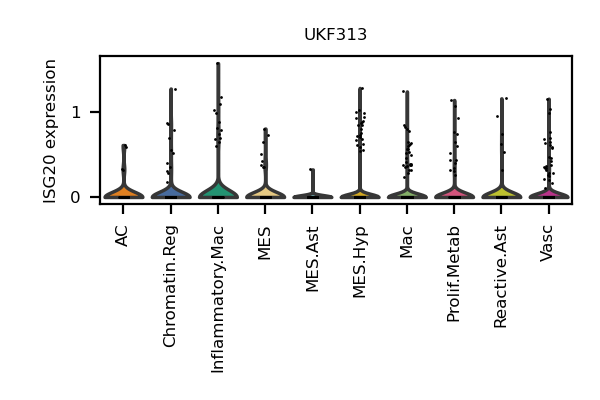 UKF313
ISG20 expression
1
0
AC
Chromatin.Reg
Inflammatory.Mac
MES
MES.Ast
MES.Hyp
Mac
Prolif.Metab
Reactive.Ast
Vasc